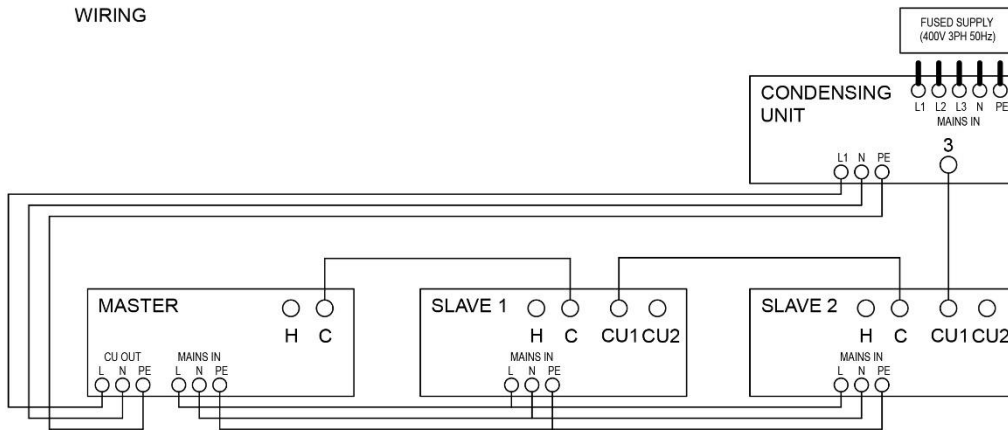 WIRING
FUSED SUPPLY
(400V 3PH 50Hz)
CONDENSING
UNIT
L1 L2 L3 N PE
MAINS IN
3
L1 N PE
MASTER
H C
CU OUT MAINS IN
L N PE L N PE
SLAVE 1
H C CU1 CU2
MAINS IN
L N PE
SLAVE 2
H C CU1 CU2
MAINS IN
L N PE